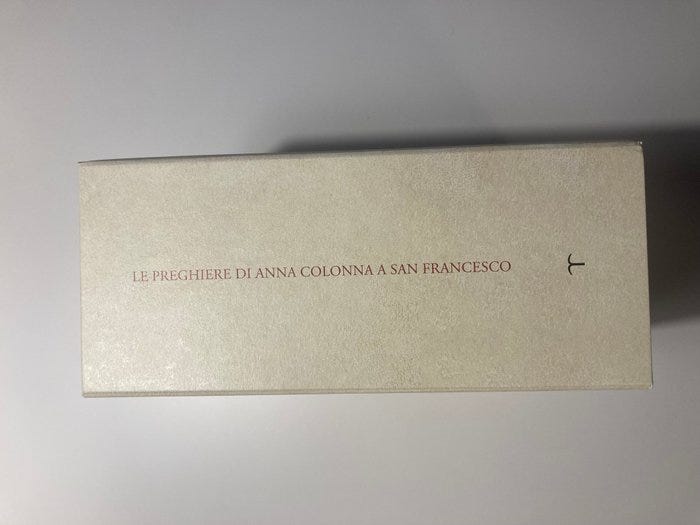 LE PREGHIERE DI ANNA COLONNA A SAN FRANCESCO